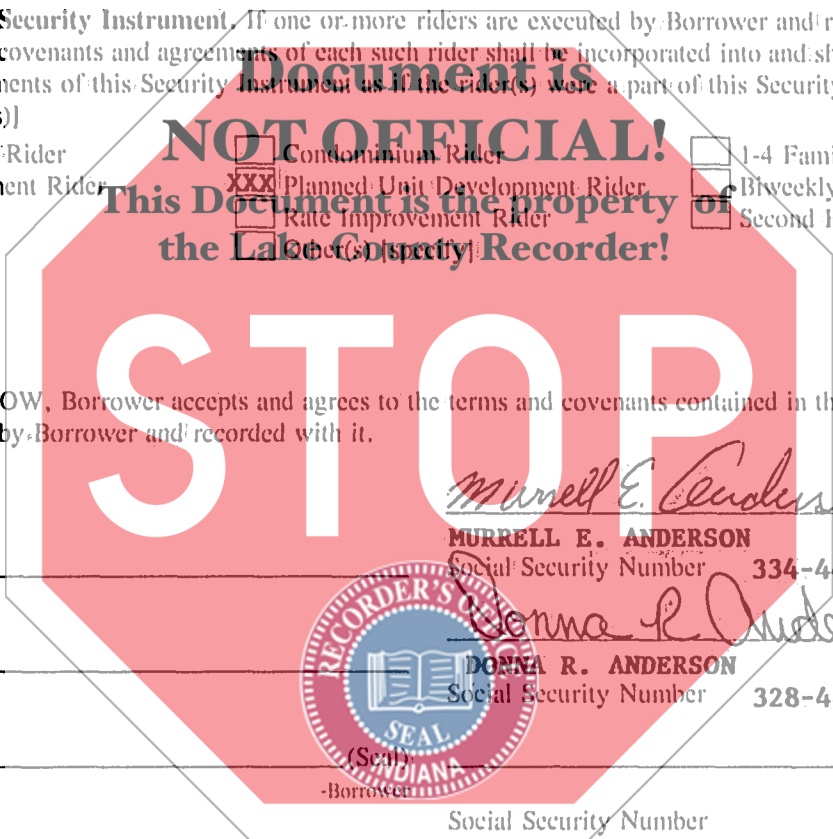 Security Instrument. If one or more riders are executed by Borrower and r
covenants and agreements of each such rider shall be incorporated into and sh
nents of this Security Instrument as if the rider(s) were a part of this Security
s)]
Document is
NOT OFFICIAL!
This Document is the property of
the Lake County Recorder!
Rider Condominium Rider 1-4 Fami
ent Rider XXX Planned Unit Development Rider Biweekly
Rate Improvement Rider Second
Other(s) [specify]
STOP
OW, Borrower accepts and agrees to the terms and covenants contained in th
by Borrower and recorded with it.
Murrell E. Anders
MURRELL E. ANDERSON
Social Security Number 334-4
Donna R. Ande
DONNA R. ANDERSON
Social Security Number 328-4
RECORDER'S OFFICE
SEAL
INDIANA
(Seal)
-Borrower
Social Security Number